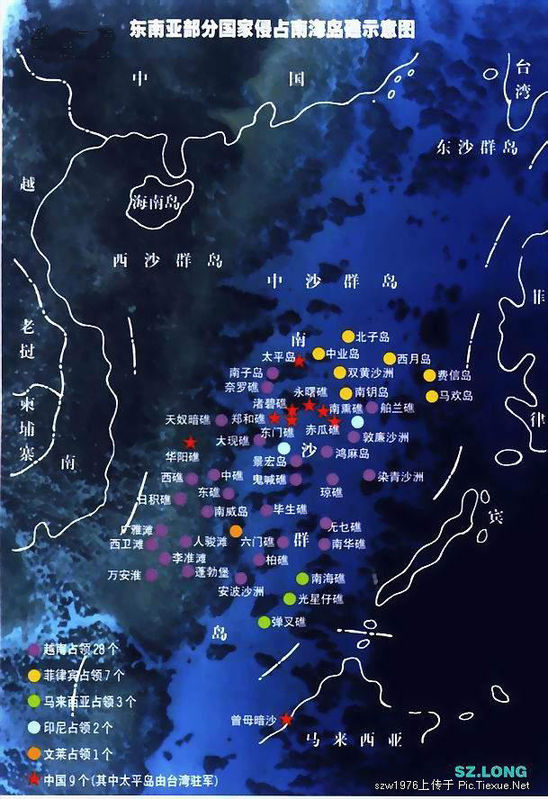 东南亚部分国家侵占南海岛礁示意图
中 国
台湾
东沙群岛
越
海南岛
西沙群岛
中沙群岛
菲
老挝
南
北子岛
太平岛
中业岛
西月岛
南子岛
双黄沙洲
费信岛
奈罗礁
永曙礁
南钥岛
马欢岛
柬埔寨
渚碧礁
南熏礁
船兰礁
律
天奴暗礁
郑和礁
东门礁
赤瓜礁
大现礁
敦廉沙洲
南
华阳礁
沙
景宏岛
鸿麻岛
西礁
中礁
鬼喊礁
琼礁
染青沙洲
日积礁
东礁
南威岛
毕生礁
宾
广雅滩
无乜礁
西卫滩
人骏滩
六门礁
群
南华礁
李准滩
柏礁
万安滩
蓬勃堡
南海礁
安波沙洲
光星仔礁
岛
弹叉礁
越南占领28个
菲律宾占领7个
马来西亚占领3个
印尼占领2个
曾母暗沙
马来西亚
文莱占领1个
中国9个(其中太平岛由台湾驻军)
SZ.LONG
szw1976上传于 Pic.Tiexue.Net